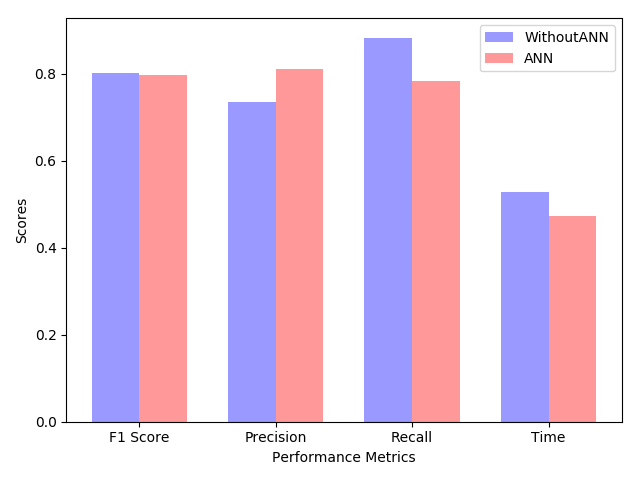 WithoutANN
ANN
0.8
0.6
0.4
0.2
0.0
Scores
F1 Score
Precision
Recall
Time
Performance Metrics